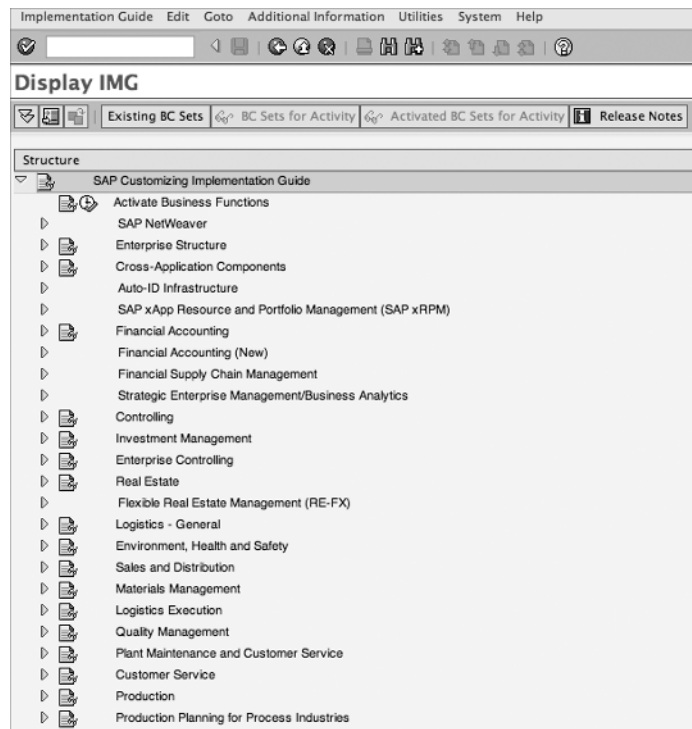 Implementation Guide Edit Goto Additional Information Utilities System Help
Display IMG
Existing BC Sets BC Sets for Activity Activated BC Sets for Activity Release Notes
Structure
SAP Customizing Implementation Guide
Activate Business Functions
SAP NetWeaver
Enterprise Structure
Cross-Application Components
Auto-ID Infrastructure
SAP xApp Resource and Portfolio Management (SAP xRPM)
Financial Accounting
Financial Accounting (New)
Financial Supply Chain Management
Strategic Enterprise Management/Business Analytics
Controlling
Investment Management
Enterprise Controlling
Real Estate
Flexible Real Estate Management (RE-FX)
Logistics - General
Environment, Health and Safety
Sales and Distribution
Materials Management
Logistics Execution
Quality Management
Plant Maintenance and Customer Service
Customer Service
Production
Production Planning for Process Industries